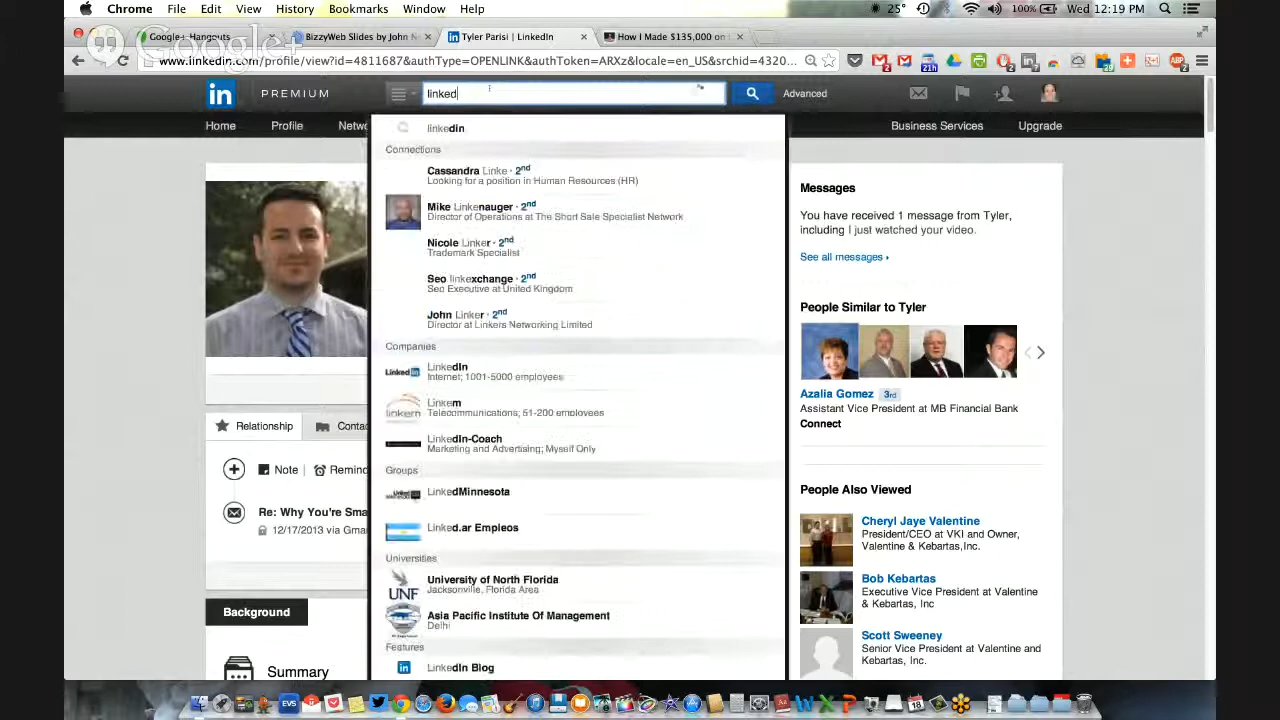 Chrome File Edit View History Bookmarks Window Help
25° 100% Wed 12:19 PM
Google+
Google+ Hangouts
BizzyWeb Slides by John N
Tyler Parisi | LinkedIn
How I Made $135,000 on
www.linkedin.com/profile/view?id=4811687&authType=OPENLINK&authToken=ARXz&locale=en_US&srchid=4320...
in PREMIUM
linked
Advanced
Home Profile Netw
Business Services Upgrade
linkedin
Connections
Cassandra Linke · 2nd
Looking for a position in Human Resources (HR)
Mike Linkenauger · 2nd
Director of Operations at The Short Sale Specialist Network
Nicole Linker · 2nd
Trademark Specialist
Seo linkexchange · 2nd
Seo Executive at United Kingdom
John Linker · 2nd
Director at Linkers Networking Limited
Companies
LinkedIn
Internet; 1001-5000 employees
Linkem
Telecommunications; 51-200 employees
LinkedIn-Coach
Marketing and Advertising; Myself Only
Groups
LinkedMinnesota
Linked.ar Empleos
Universities
UNF
University of North Florida
Jacksonville, Florida Area
Asia Pacific Institute Of Management
Delhi
Features
LinkedIn Blog
Relationship Conta
Note | Remind
Re: Why You're Sma
12/17/2013 via Gma
Background
Summary
Messages
You have received 1 message from Tyler,
including I just watched your video.
See all messages
People Similar to Tyler
Azalia Gomez 3rd
Assistant Vice President at MB Financial Bank
Connect
People Also Viewed
Cheryl Jaye Valentine
President/CEO at VKI and Owner,
Valentine & Kebartas,Inc.
Bob Kebartas
Executive Vice President at Valentine
& Kebartas, Inc
Scott Sweeney
Senior Vice President at Valentine and
Kebartas, Inc.